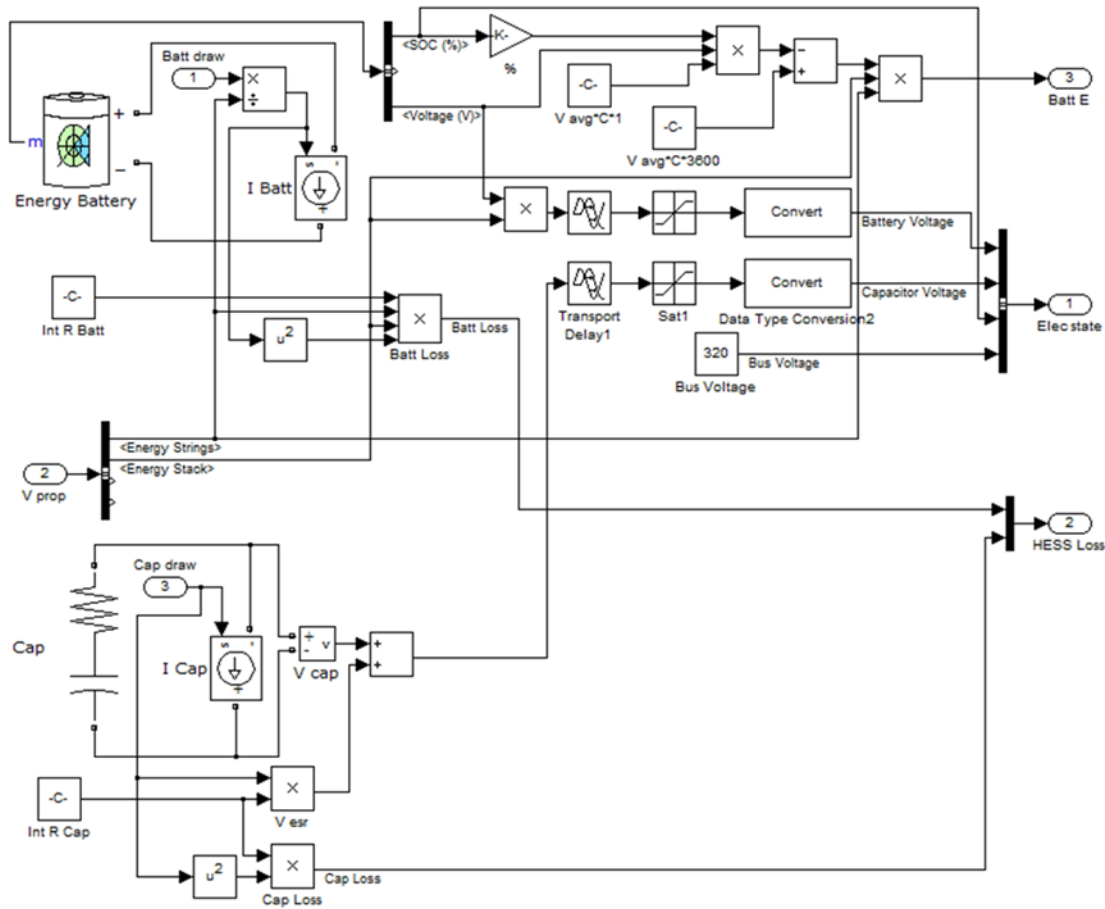 <SOC (%)>
K-
%
Batt draw
1
×
÷
×
−
+
×
3
Batt E
-C-
V avg*C*1
<Voltage (V)>
-C-
V avg*C*3600
m
+
−
Energy Battery
I Batt
s
-
+
×
Convert
Battery Voltage
-C-
Int R Batt
×
Batt Loss
Batt Loss
u²
Transport
Delay1
Sat1
Convert
Data Type Conversion2
Capacitor Voltage
1
Elec state
320
Bus Voltage
Bus Voltage
<Energy Strings>
<Energy Stack>
2
V prop
2
HESS Loss
Cap draw
3
Cap
I Cap
s
-
+
+
-
v
V cap
+
+
-C-
Int R Cap
×
V esr
u²
×
Cap Loss
Cap Loss